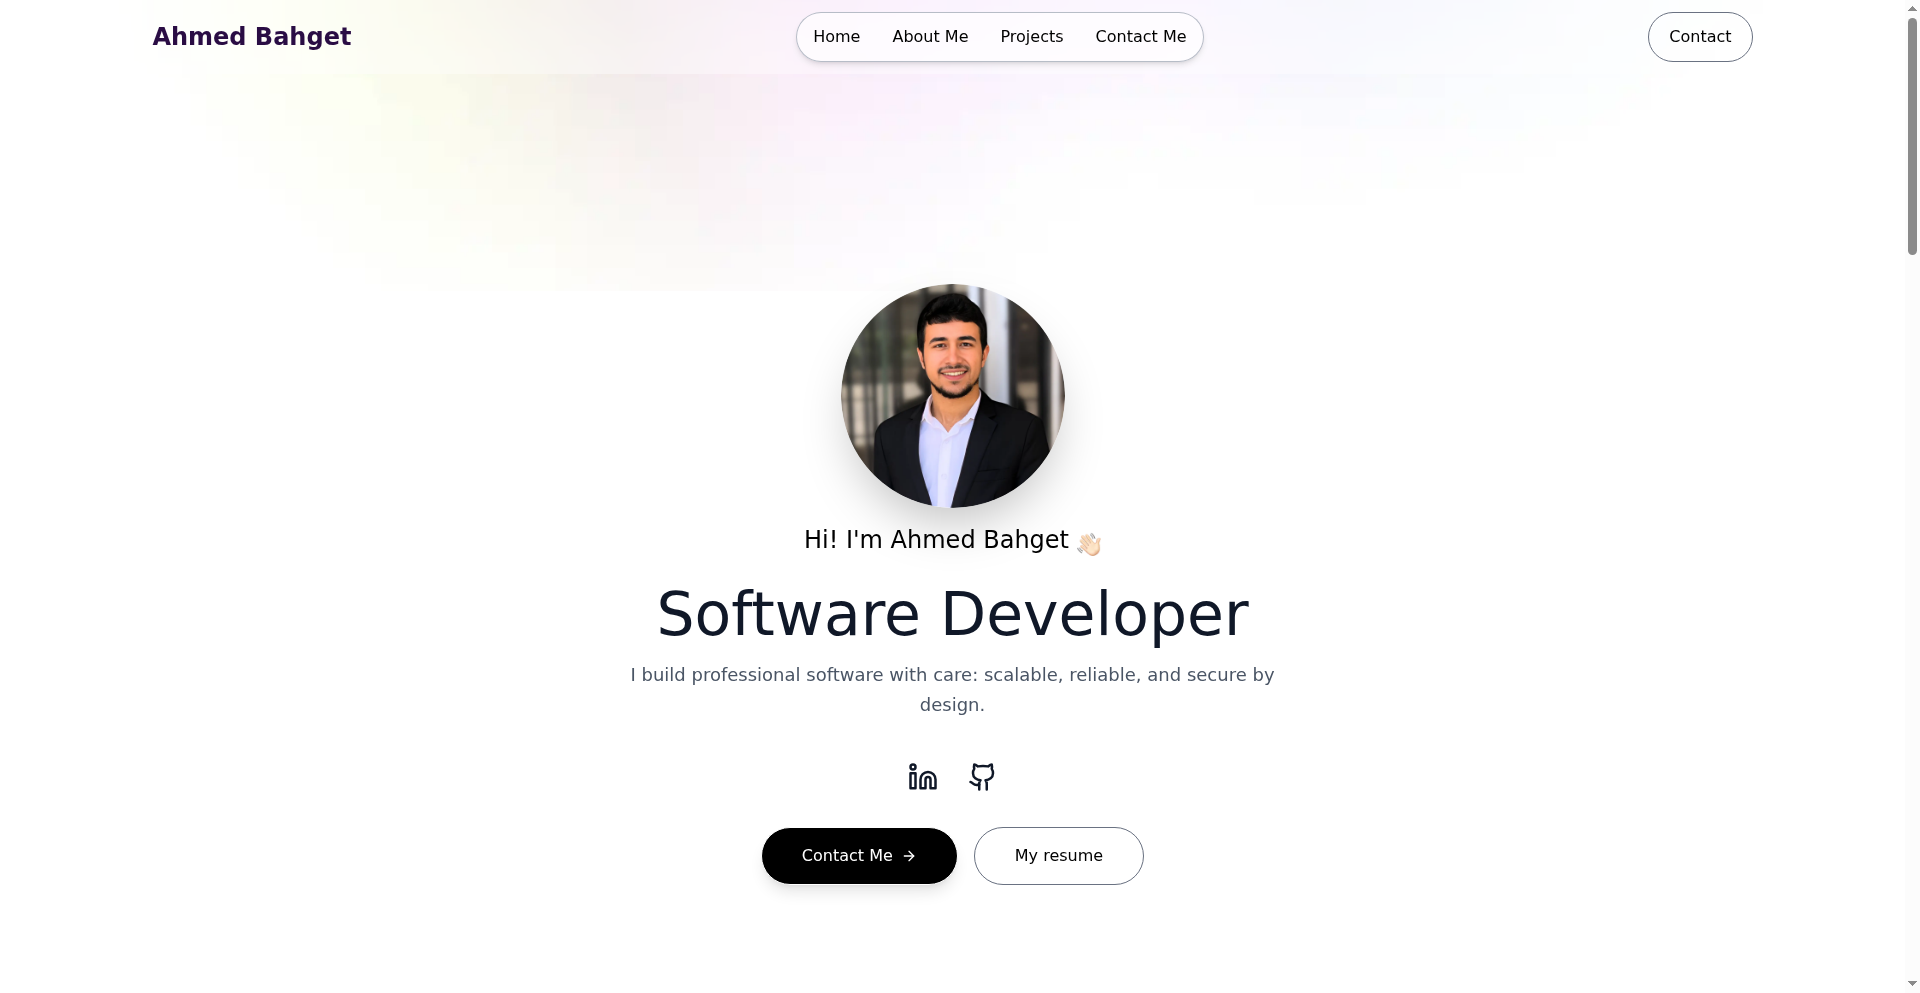 Ahmed Bahget
Home
About Me
Projects
Contact Me
Contact
Hi! I'm Ahmed Bahget 👋🏻
Software Developer
I build professional software with care: scalable, reliable, and secure by
design.
Contact Me →
My resume